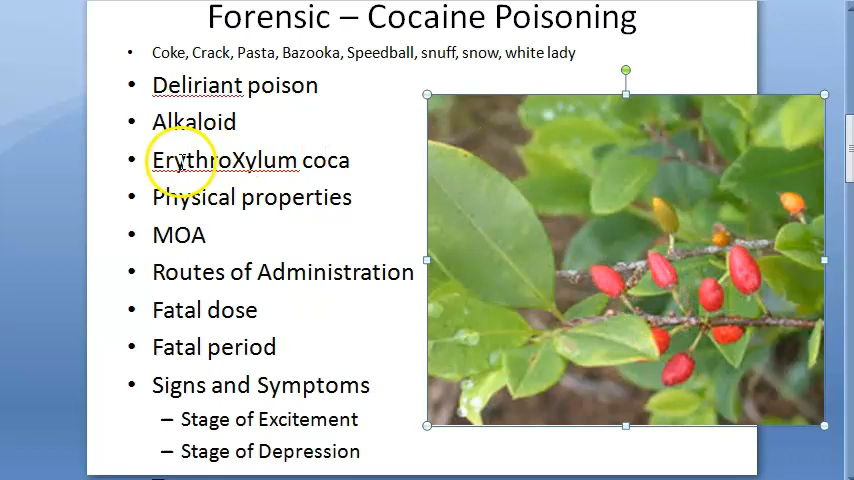 Forensic – Cocaine Poisoning
• Coke, Crack, Pasta, Bazooka, Speedball, snuff, snow, white lady
• Deliriant poison
• Alkaloid
• ErythroXylum coca
• Physical properties
• MOA
• Routes of Administration
• Fatal dose
• Fatal period
• Signs and Symptoms
– Stage of Excitement
– Stage of Depression